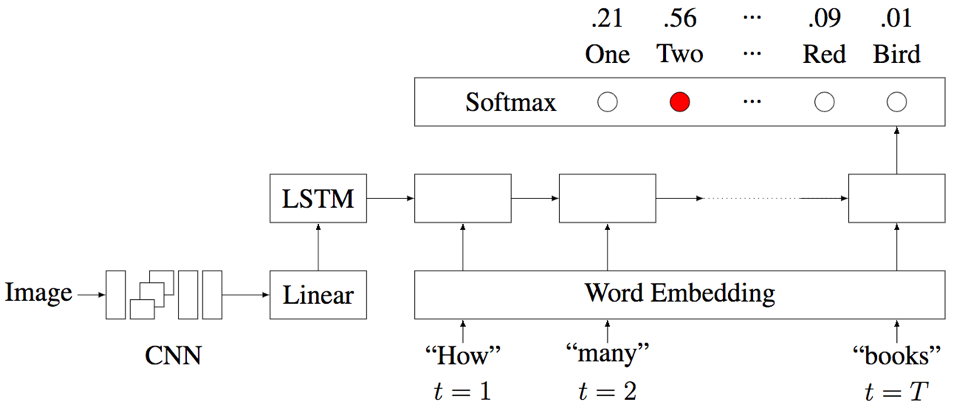 .21 .56 ... .09 .01
One Two ... Red Bird
Softmax ...
LSTM
Image Linear Word Embedding
CNN “How” “many” “books”
t = 1 t = 2 t = T